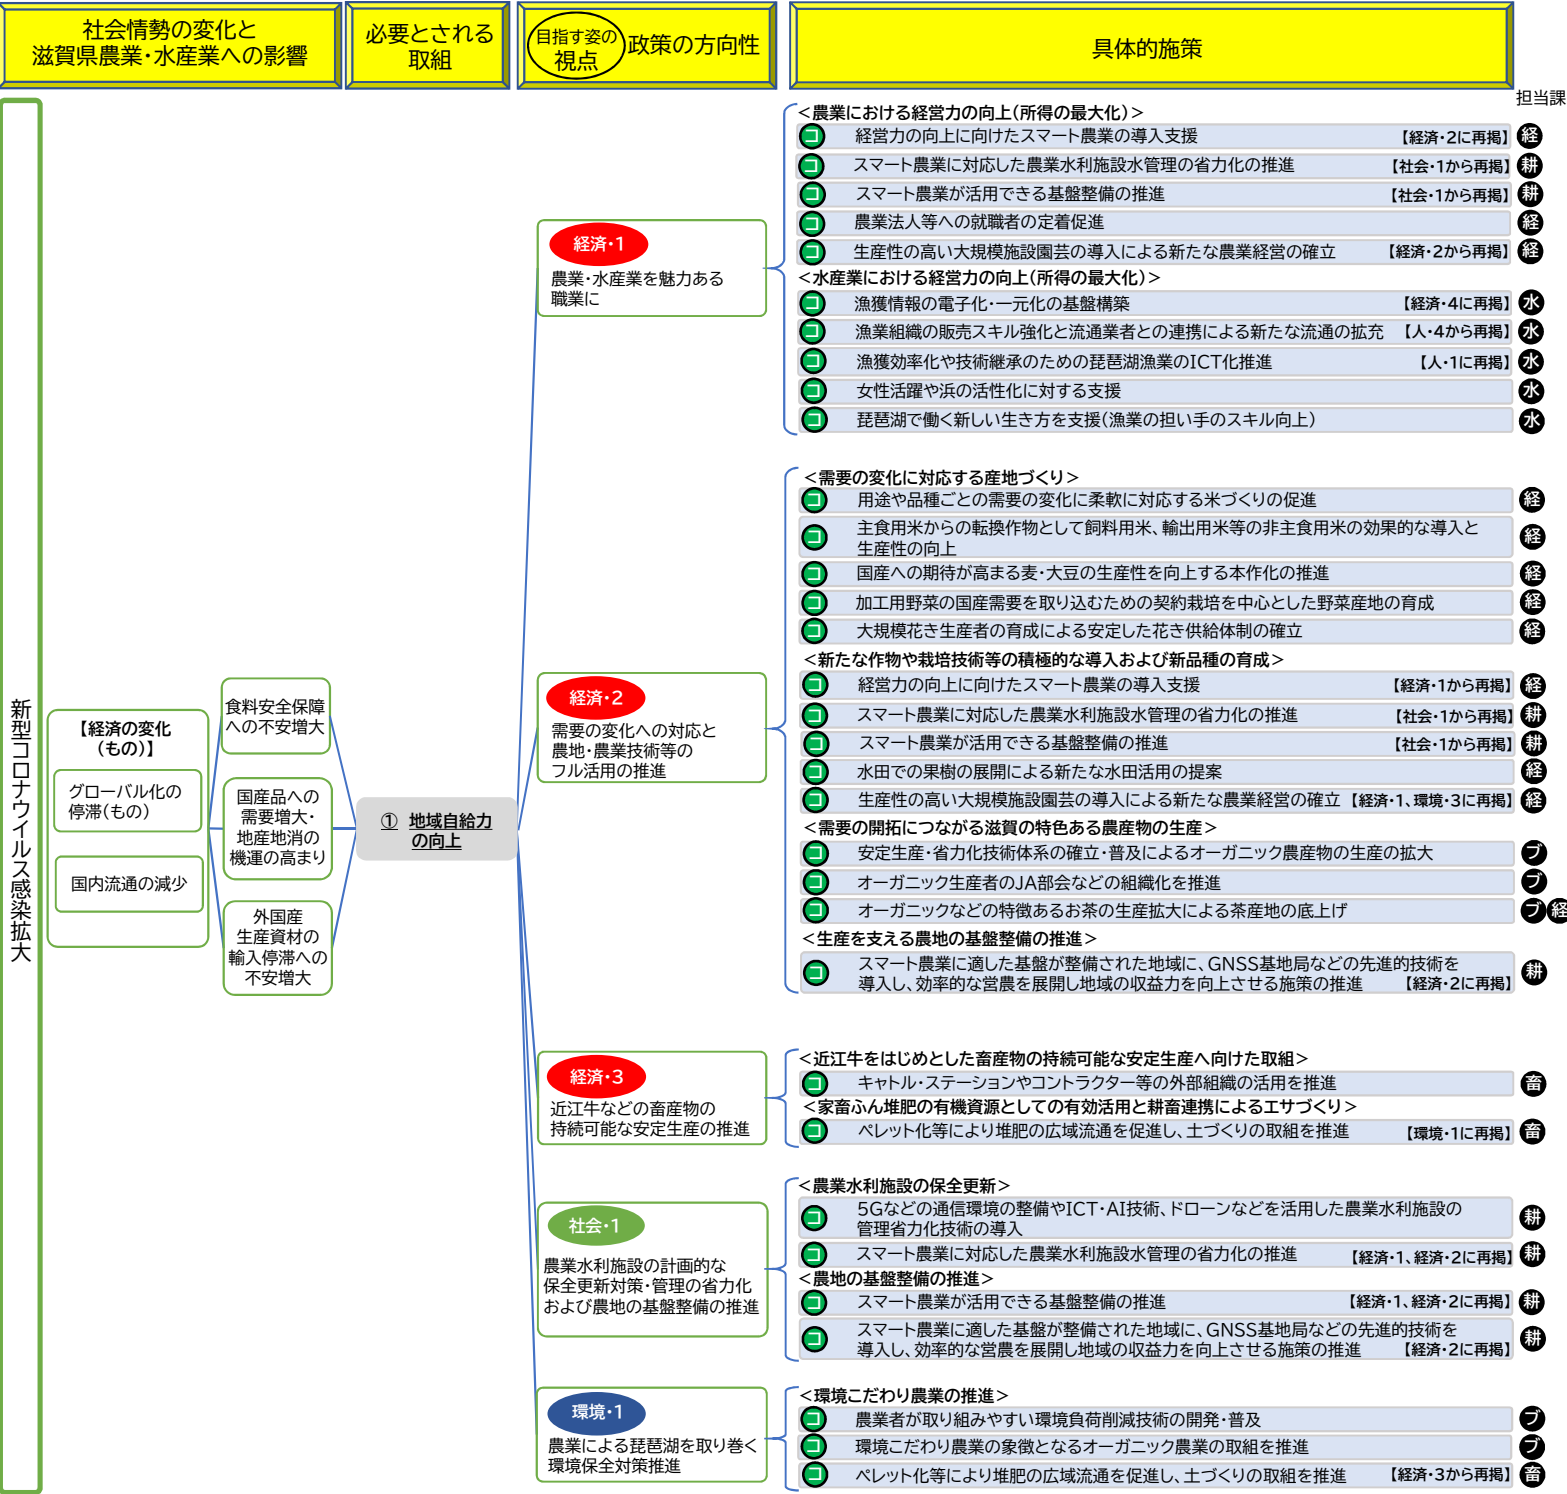 社会情勢の変化と
滋賀県農業・水産業への影響
必要とされる
取組
目指す姿の
視点
政策の方向性
具体的施策
担当課
新型コロナウイルス感染拡大
【経済の変化
（もの）】
グローバル化の
停滞（もの）
国内流通の減少
食料安全保障
への不安増大
国産品への
需要増大・
地産地消の
機運の高まり
外国産
生産資材の
輸入停滞への
不安増大
① 地域自給力
の向上
経済・1
農業・水産業を魅力ある
職業に
＜農業における経営力の向上（所得の最大化）＞
コ 経営力の向上に向けたスマート農業の導入支援 【経済・2に再掲】 経
コ スマート農業に対応した農業水利施設水管理の省力化の推進 【社会・1から再掲】 耕
コ スマート農業が活用できる基盤整備の推進 【社会・1から再掲】 耕
コ 農業法人等への就職者の定着促進 経
コ 生産性の高い大規模施設園芸の導入による新たな農業経営の確立 【経済・2から再掲】 経
＜水産業における経営力の向上（所得の最大化）＞
コ 漁獲情報の電子化・一元化の基盤構築 【経済・4に再掲】 水
コ 漁業組織の販売スキル強化と流通業者との連携による新たな流通の拡充 【人・4から再掲】 水
コ 漁獲効率化や技術継承のための琵琶湖漁業のICT化推進 【人・1に再掲】 水
コ 女性活躍や浜の活性化に対する支援 水
コ 琵琶湖で働く新しい生き方を支援（漁業の担い手のスキル向上） 水
経済・2
需要の変化への対応と
農地・農業技術等の
フル活用の推進
＜需要の変化に対応する産地づくり＞
コ 用途や品種ごとの需要の変化に柔軟に対応する米づくりの促進 経
コ 主食用米からの転換作物として飼料用米、輸出用米等の非主食用米の効果的な導入と
生産性の向上 経
コ 国産への期待が高まる麦・大豆の生産性を向上する本作化の推進 経
コ 加工用野菜の国産需要を取り込むための契約栽培を中心とした野菜産地の育成 経
コ 大規模花き生産者の育成による安定した花き供給体制の確立 経
＜新たな作物や栽培技術等の積極的な導入および新品種の育成＞
コ 経営力の向上に向けたスマート農業の導入支援 【経済・1から再掲】 経
コ スマート農業に対応した農業水利施設水管理の省力化の推進 【社会・1から再掲】 耕
コ スマート農業が活用できる基盤整備の推進 【社会・1から再掲】 耕
コ 水田での果樹の展開による新たな水田活用の提案 経
コ 生産性の高い大規模施設園芸の導入による新たな農業経営の確立 【経済・1、環境・3に再掲】 経
＜需要の開拓につながる滋賀の特色ある農産物の生産＞
コ 安定生産・省力化技術体系の確立・普及によるオーガニック農産物の生産の拡大 ブ
コ オーガニック生産者のJA部会などの組織化を推進 ブ
コ オーガニックなどの特徴あるお茶の生産拡大による茶産地の底上げ ブ 経
＜生産を支える農地の基盤整備の推進＞
コ スマート農業に適した基盤が整備された地域に、GNSS基地局などの先進的技術を
導入し、効率的な営農を展開し地域の収益力を向上させる施策の推進 【経済・2に再掲】 耕
経済・3
近江牛などの畜産物の
持続可能な安定生産の推進
＜近江牛をはじめとした畜産物の持続可能な安定生産へ向けた取組＞
コ キャトル・ステーションやコントラクター等の外部組織の活用を推進 畜
＜家畜ふん堆肥の有機資源としての有効活用と耕畜連携によるエサづくり＞
コ ペレット化等により堆肥の広域流通を促進し、土づくりの取組を推進 【環境・1に再掲】 畜
社会・1
農業水利施設の計画的な
保全更新対策・管理の省力化
および農地の基盤整備の推進
＜農業水利施設の保全更新＞
コ 5Gなどの通信環境の整備やICT・AI技術、ドローンなどを活用した農業水利施設の
管理省力化技術の導入 耕
コ スマート農業に対応した農業水利施設水管理の省力化の推進 【経済・1、経済・2に再掲】 耕
＜農地の基盤整備の推進＞
コ スマート農業が活用できる基盤整備の推進 【経済・1、経済・2に再掲】 耕
コ スマート農業に適した基盤が整備された地域に、GNSS基地局などの先進的技術を
導入し、効率的な営農を展開し地域の収益力を向上させる施策の推進 【経済・2に再掲】 耕
環境・1
農業による琵琶湖を取り巻く
環境保全対策推進
＜環境こだわり農業の推進＞
コ 農業者が取り組みやすい環境負荷削減技術の開発・普及 ブ
コ 環境こだわり農業の象徴となるオーガニック農業の取組を推進 ブ
コ ペレット化等により堆肥の広域流通を促進し、土づくりの取組を推進 【経済・3から再掲】 畜